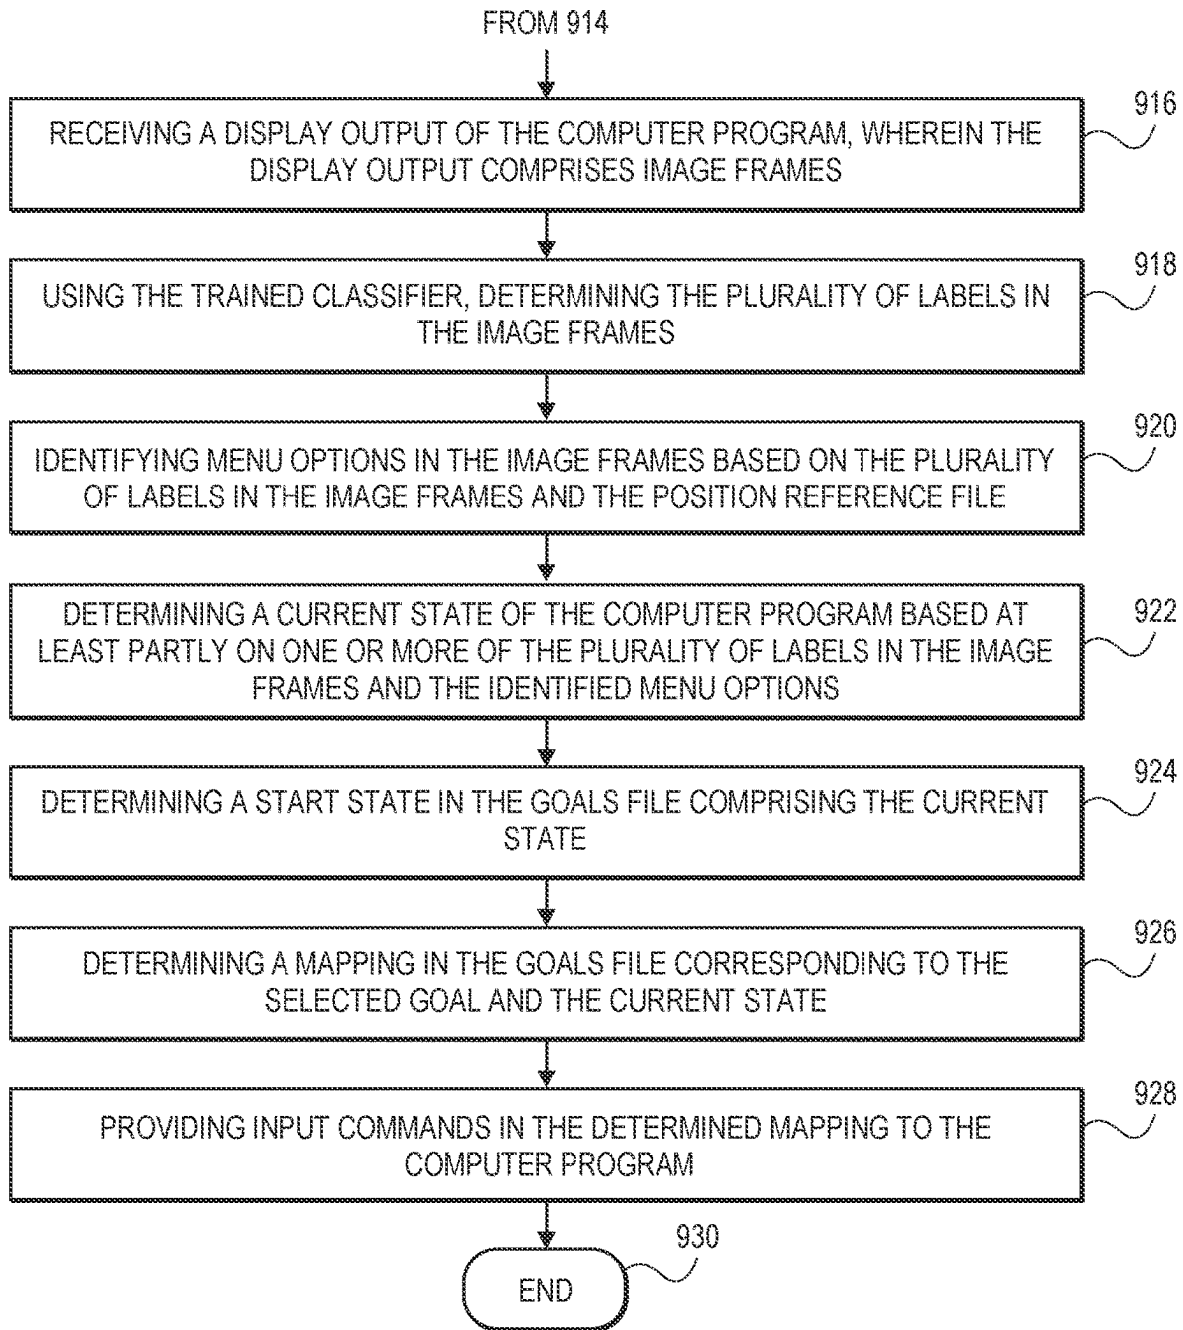 FROM 914
916
RECEIVING A DISPLAY OUTPUT OF THE COMPUTER PROGRAM, WHEREIN THE
DISPLAY OUTPUT COMPRISES IMAGE FRAMES
918
USING THE TRAINED CLASSIFIER, DETERMINING THE PLURALITY OF LABELS IN
THE IMAGE FRAMES
920
IDENTIFYING MENU OPTIONS IN THE IMAGE FRAMES BASED ON THE PLURALITY
OF LABELS IN THE IMAGE FRAMES AND THE POSITION REFERENCE FILE
922
DETERMINING A CURRENT STATE OF THE COMPUTER PROGRAM BASED AT
LEAST PARTLY ON ONE OR MORE OF THE PLURALITY OF LABELS IN THE IMAGE
FRAMES AND THE IDENTIFIED MENU OPTIONS
924
DETERMINING A START STATE IN THE GOALS FILE COMPRISING THE CURRENT
STATE
926
DETERMINING A MAPPING IN THE GOALS FILE CORRESPONDING TO THE
SELECTED GOAL AND THE CURRENT STATE
928
PROVIDING INPUT COMMANDS IN THE DETERMINED MAPPING TO THE
COMPUTER PROGRAM
930
END